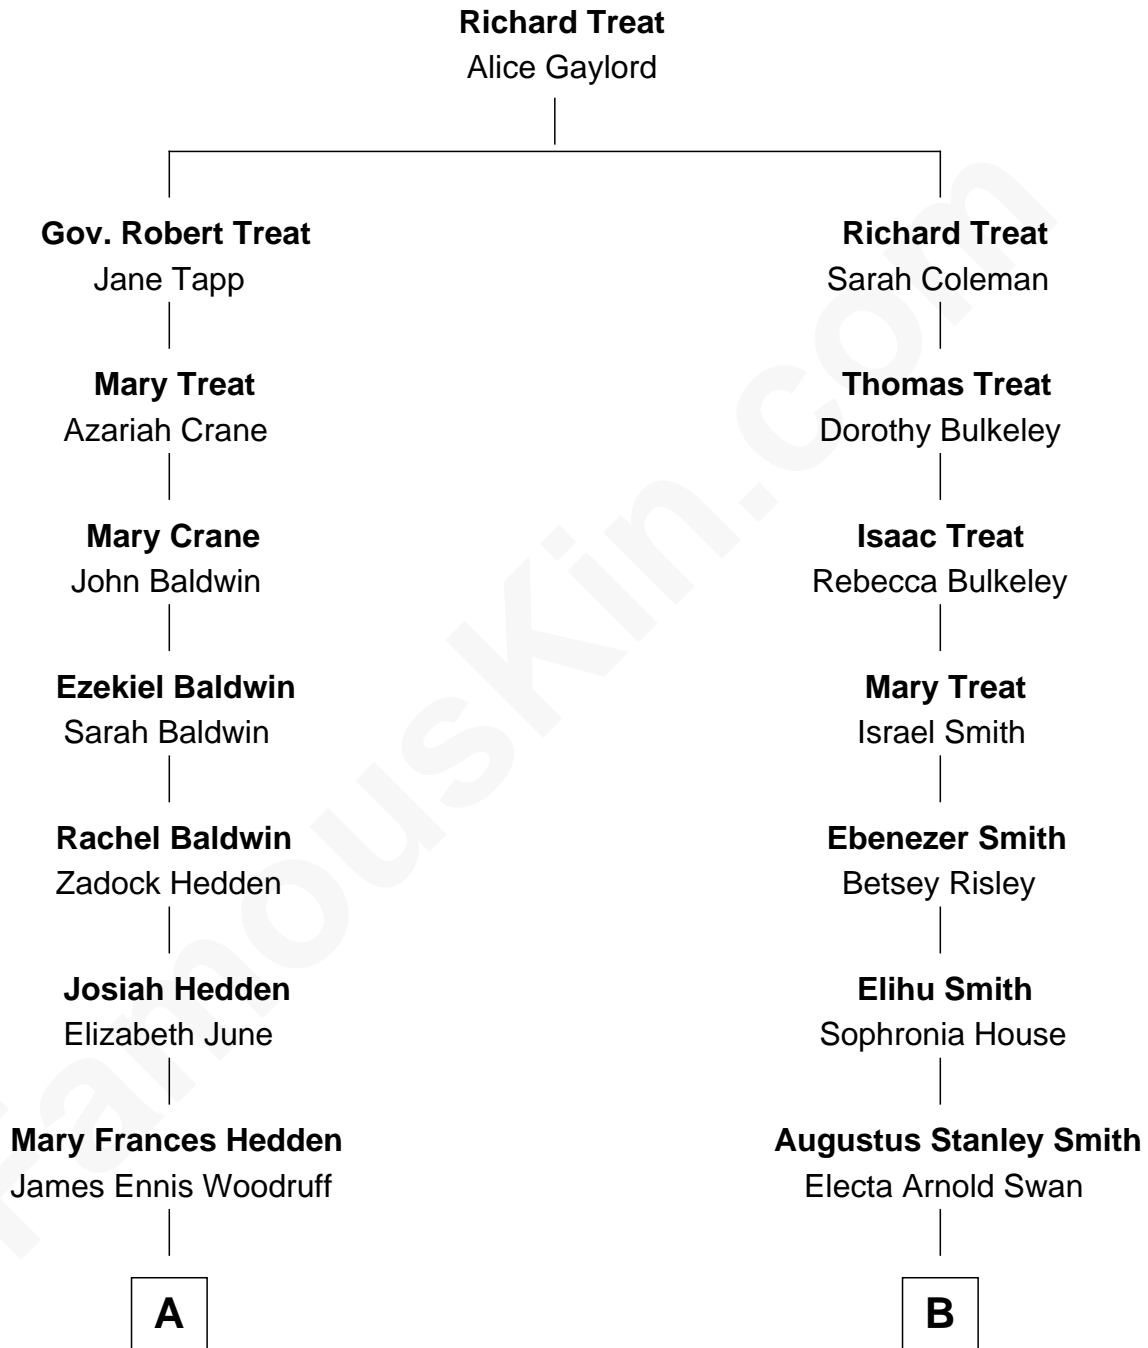 Richard Treat
Alice Gaylord
Gov. Robert Treat
Jane Tapp
Richard Treat
Sarah Coleman
Mary Treat
Azariah Crane
Thomas Treat
Dorothy Bulkeley
Mary Crane
John Baldwin
Isaac Treat
Rebecca Bulkeley
Ezekiel Baldwin
Sarah Baldwin
Mary Treat
Israel Smith
Rachel Baldwin
Zadock Hedden
Ebenezer Smith
Betsey Risley
Josiah Hedden
Elizabeth June
Elihu Smith
Sophronia House
Mary Frances Hedden
James Ennis Woodruff
Augustus Stanley Smith
Electa Arnold Swan
A
B
FamousKin.com